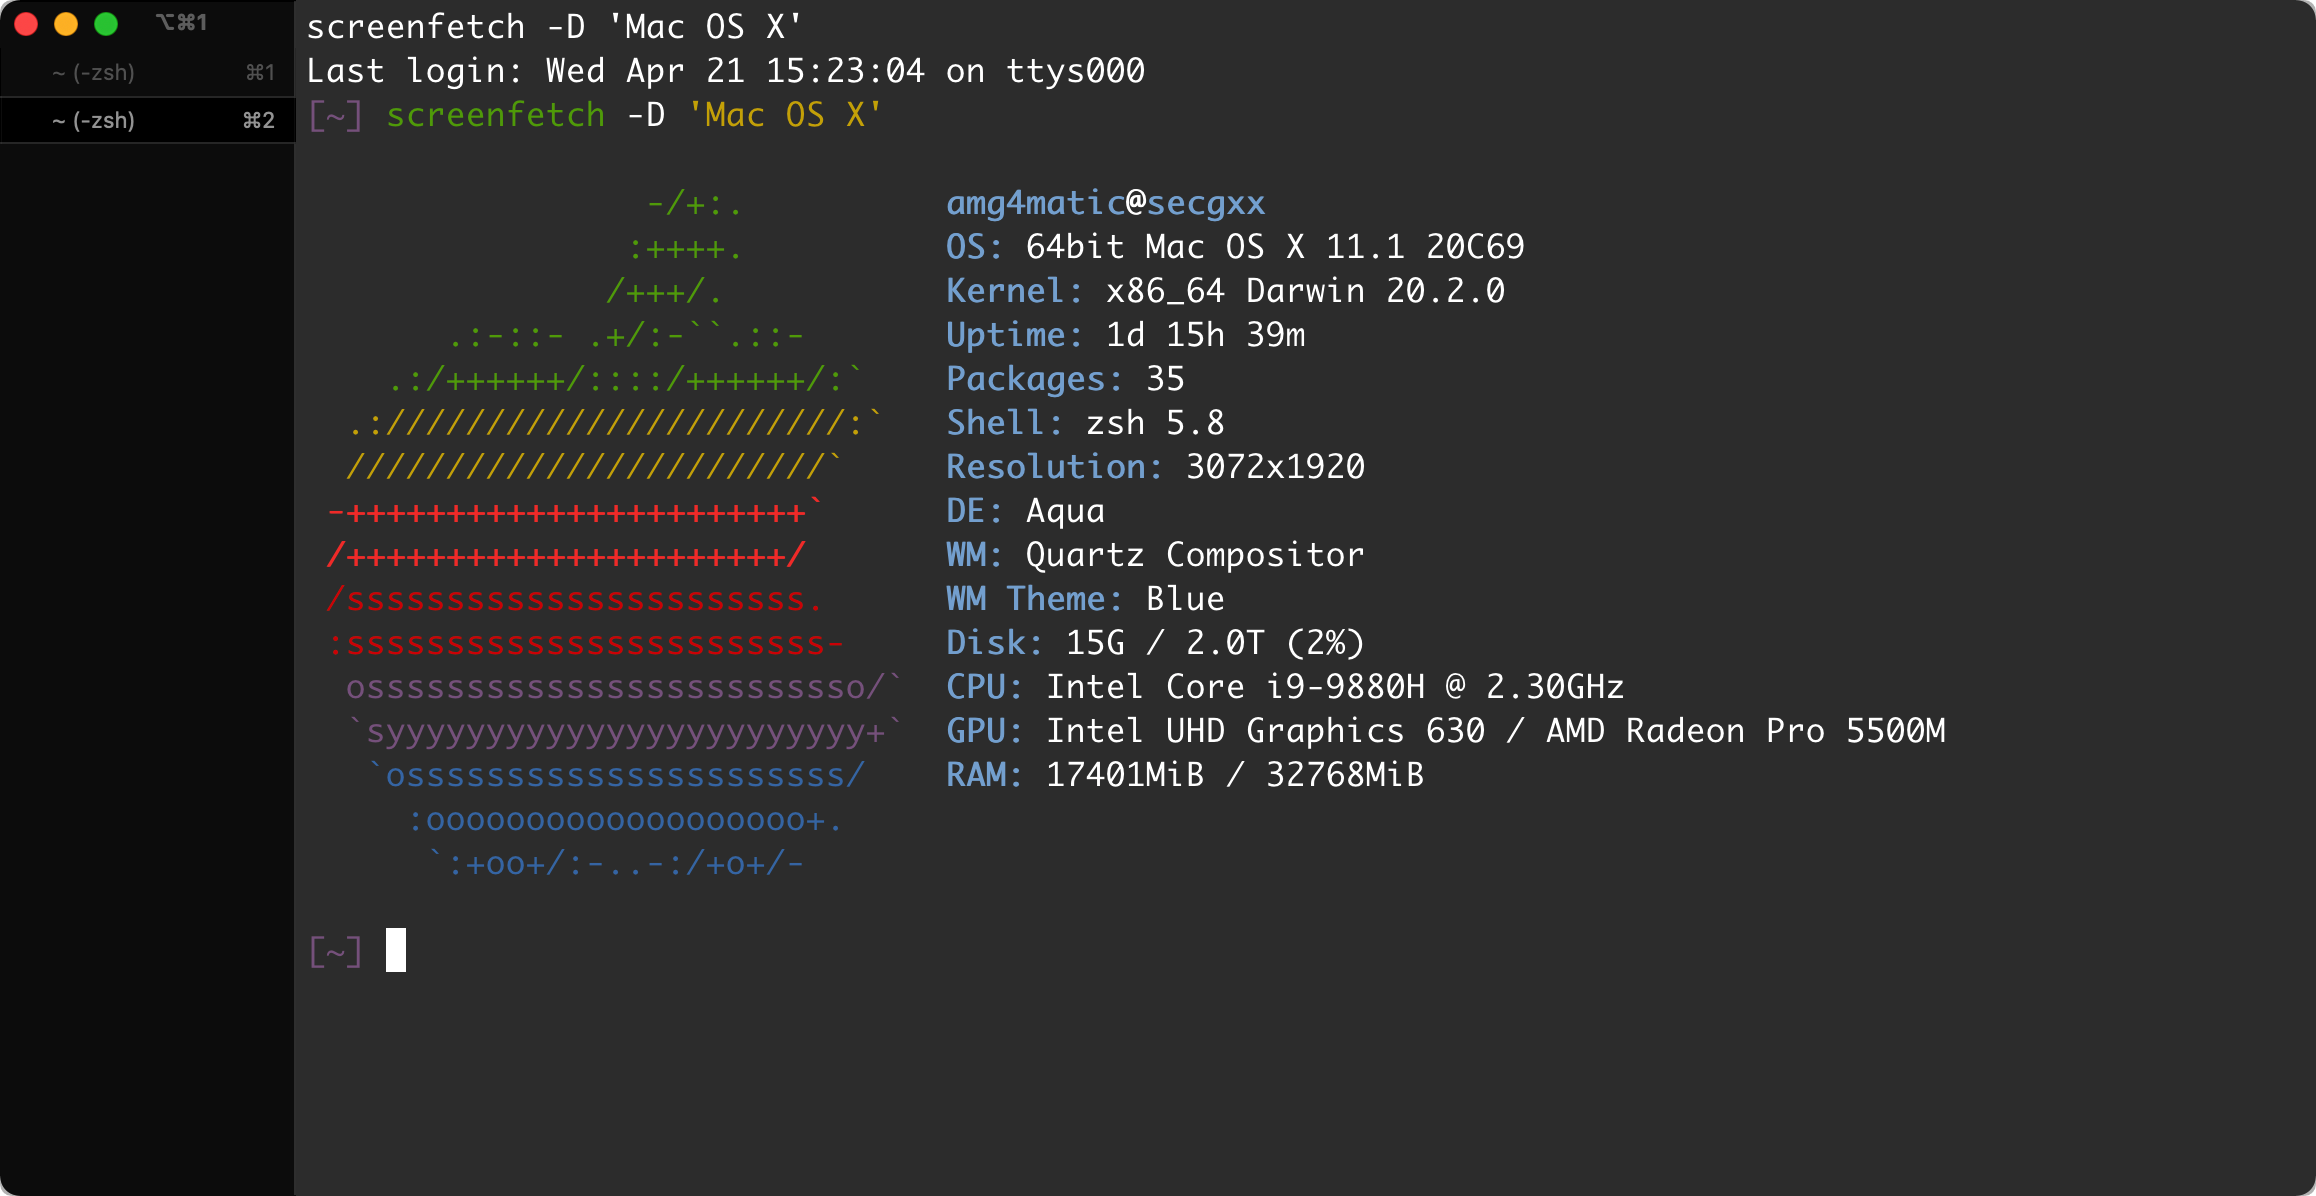 ⌥⌘1
~ (-zsh) ⌘1
~ (-zsh) ⌘2
screenfetch -D 'Mac OS X'
Last login: Wed Apr 21 15:23:04 on ttys000
[~] screenfetch -D 'Mac OS X'
-/+:. amg4matic@secgxx
:++++. OS: 64bit Mac OS X 11.1 20C69
/+++/. Kernel: x86_64 Darwin 20.2.0
.:-::- .+/:-``.::- Uptime: 1d 15h 39m
.:/++++++/::::/++++++/:` Packages: 35
.:///////////////////////:` Shell: zsh 5.8
////////////////////////` Resolution: 3072x1920
-+++++++++++++++++++++++` DE: Aqua
/++++++++++++++++++++++/ WM: Quartz Compositor
/sssssssssssssssssssssss. WM Theme: Blue
:ssssssssssssssssssssssss- Disk: 15G / 2.0T (2%)
osssssssssssssssssssssssso/` CPU: Intel Core i9-9880H @ 2.30GHz
`syyyyyyyyyyyyyyyyyyyyyyyy+` GPU: Intel UHD Graphics 630 / AMD Radeon Pro 5500M
`ossssssssssssssssssssss/ RAM: 17401MiB / 32768MiB
:ooooooooooooooooooo+.
`:+oo+/:-..-:/+o+/-
[~]